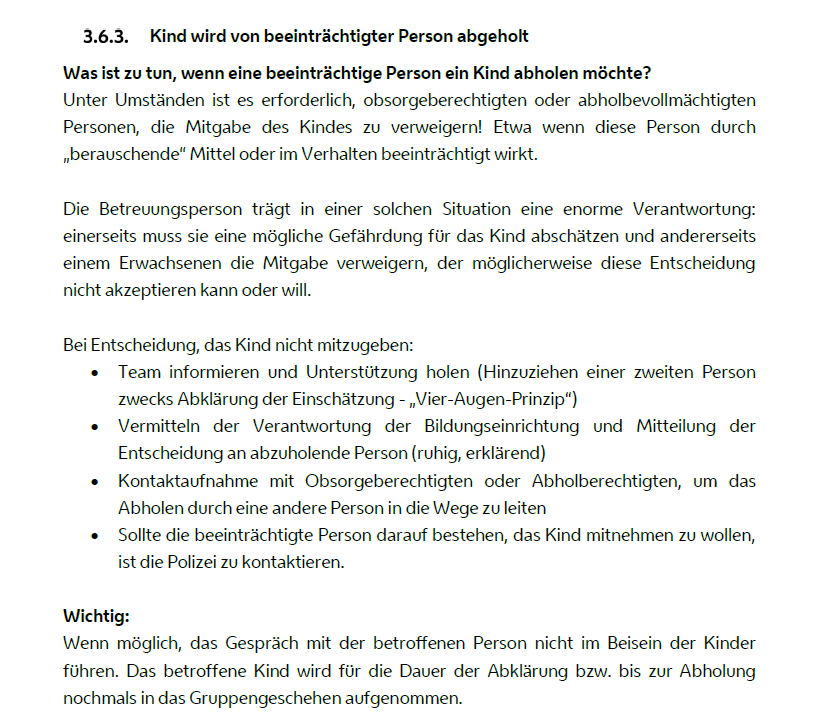 3.6.3. Kind wird von beeinträchtigter Person abgeholt
Was ist zu tun, wenn eine beeinträchtige Person ein Kind abholen möchte?
Unter Umständen ist es erforderlich, obsorgeberechtigten oder abholbevollmächtigten
Personen, die Mitgabe des Kindes zu verweigern! Etwa wenn diese Person durch
„berauschende“ Mittel oder im Verhalten beeinträchtigt wirkt.
Die Betreuungsperson trägt in einer solchen Situation eine enorme Verantwortung:
einerseits muss sie eine mögliche Gefährdung für das Kind abschätzen und andererseits
einem Erwachsenen die Mitgabe verweigern, der möglicherweise diese Entscheidung
nicht akzeptieren kann oder will.
Bei Entscheidung, das Kind nicht mitzugeben:
• Team informieren und Unterstützung holen (Hinzuziehen einer zweiten Person
zwecks Abklärung der Einschätzung - „Vier-Augen-Prinzip“)
• Vermitteln der Verantwortung der Bildungseinrichtung und Mitteilung der
Entscheidung an abzuholende Person (ruhig, erklärend)
• Kontaktaufnahme mit Obsorgeberechtigten oder Abholberechtigten, um das
Abholen durch eine andere Person in die Wege zu leiten
• Sollte die beeinträchtigte Person darauf bestehen, das Kind mitnehmen zu wollen,
ist die Polizei zu kontaktieren.
Wichtig:
Wenn möglich, das Gespräch mit der betroffenen Person nicht im Beisein der Kinder
führen. Das betroffene Kind wird für die Dauer der Abklärung bzw. bis zur Abholung
nochmals in das Gruppengeschehen aufgenommen.